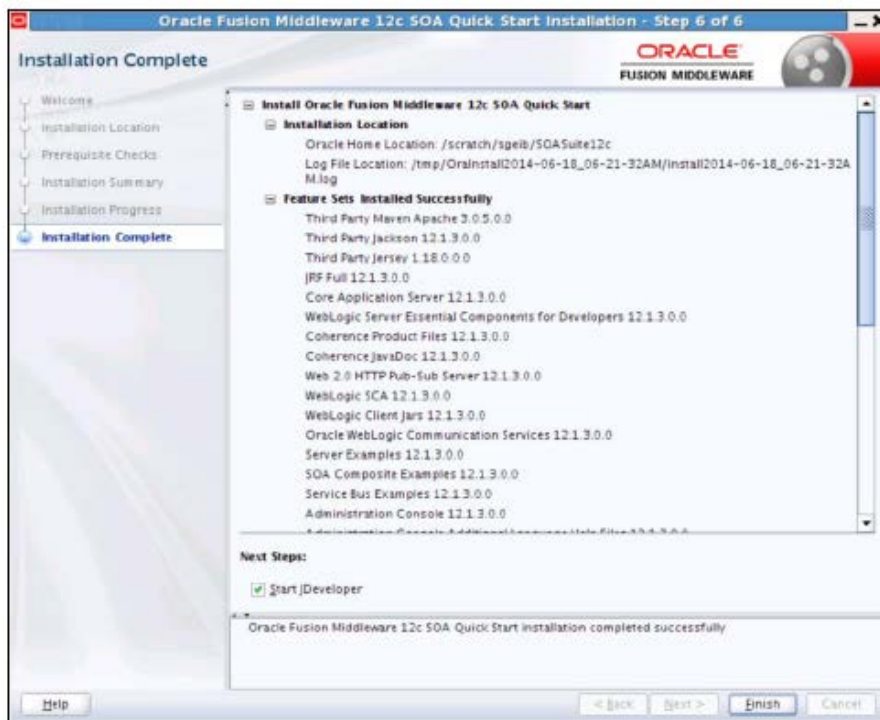 Oracle Fusion Middleware 12c SOA Quick Start Installation - Step 6 of 6
Installation Complete
ORACLE
FUSION MIDDLEWARE
Welcome
Installation Location
Prerequisite Checks
Installation Summary
Installation Progress
Installation Complete
Install Oracle Fusion Middleware 12c SOA Quick Start
Installation Location
Oracle Home Location: /scratch/sgeib/SOASuite12c
Log File Location: /tmp/OraInstall2014-06-18_06-21-32AM/install2014-06-18_06-21-32A
M.log
Feature Sets Installed Successfully
Third Party Maven Apache 3.0.5.0.0
Third Party Jackson 12.1.3.0.0
Third Party Jersey 1.18.0.0.0
JRF Full 12.1.3.0.0
Core Application Server 12.1.3.0.0
WebLogic Server Essential Components for Developers 12.1.3.0.0
Coherence Product Files 12.1.3.0.0
Coherence JavaDoc 12.1.3.0.0
Web 2.0 HTTP Pub-Sub Server 12.1.3.0.0
WebLogic SCA 12.1.3.0.0
WebLogic Client Jars 12.1.3.0.0
Oracle WebLogic Communication Services 12.1.3.0.0
Server Examples 12.1.3.0.0
SOA Composite Examples 12.1.3.0.0
Service Bus Examples 12.1.3.0.0
Administration Console 12.1.3.0.0
Administration Console Additional Language Help Files 12.1.3.0.0
Next Steps:
Start JDeveloper
Oracle Fusion Middleware 12c SOA Quick Start installation completed successfully
Help
< Back
Next >
Finish
Cancel